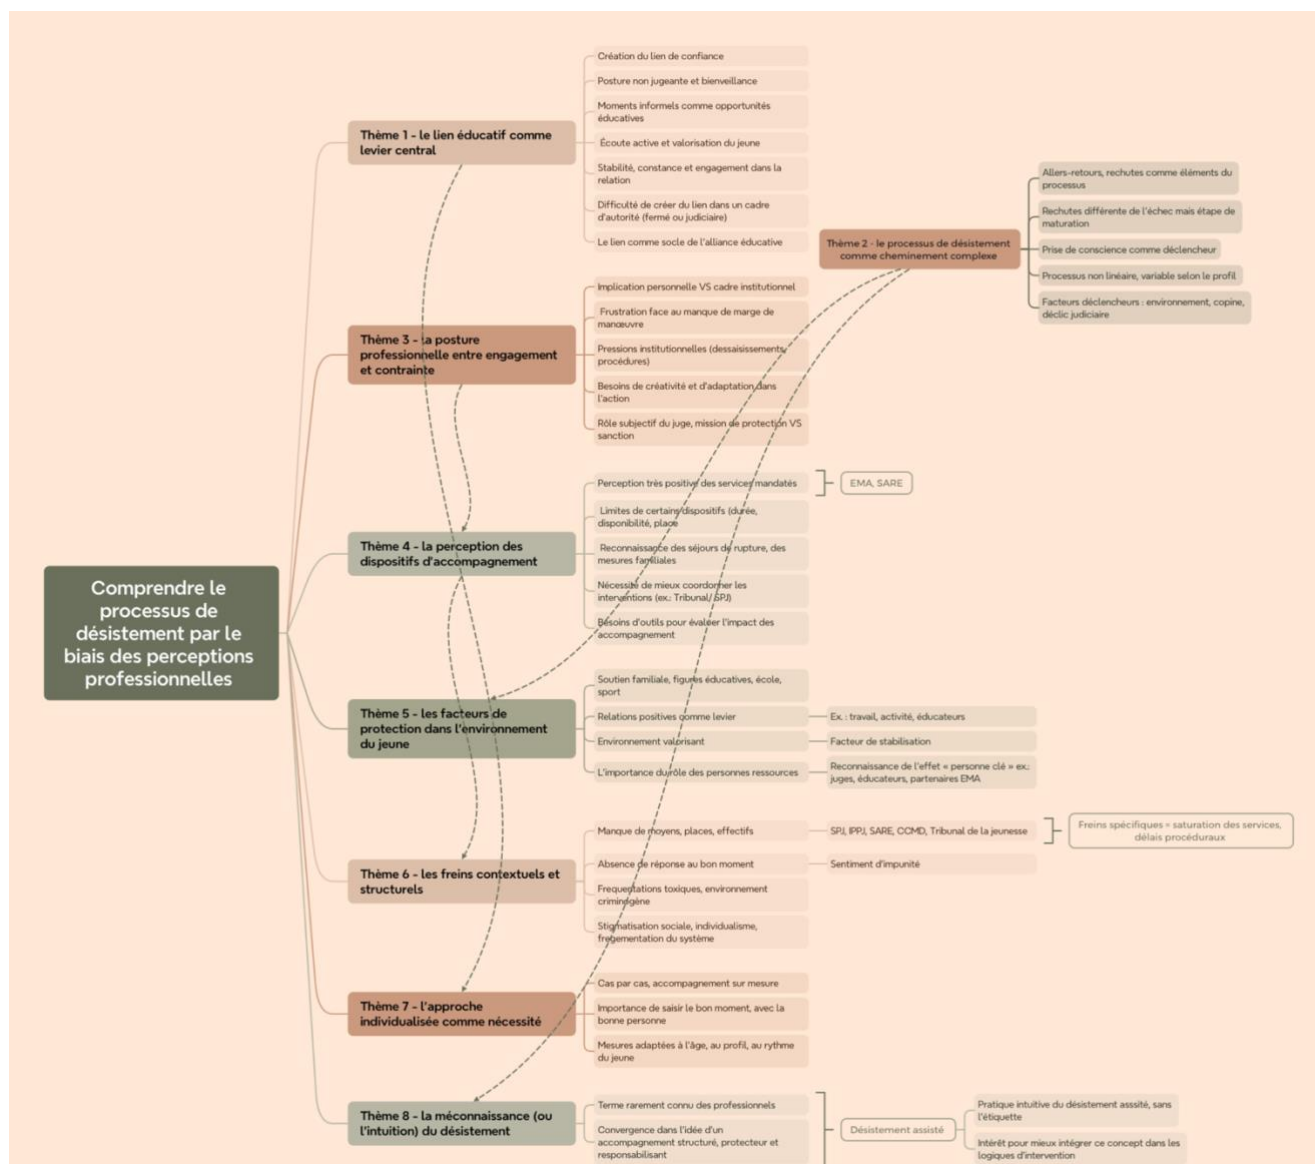 Comprendre le
processus de
désistement par le
biais des perceptions
professionnelles
Thème 1 - le lien éducatif comme
levier central
Création du lien de confiance
Posture non jugeante et bienveillance
Moments informels comme opportunités
éducatives
Écoute active et valorisation du jeune
Stabilité, constance et engagement dans la
relation
Difficulté de créer du lien dans un cadre
d'autorité (fermé ou judiciaire)
Le lien comme socle de l'alliance éducative
Thème 2 - le processus de désistement
comme cheminement complexe
Allers-retours, rechutes comme éléments du
processus
Rechutes différente de l'échec mais étape de
maturation
Prise de conscience comme déclencheur
Processus non linéaire, variable selon le profil
Facteurs déclencheurs : environnement, copine,
déclic judiciaire
Thème 3 - la posture
professionnelle entre engagement
et contrainte
Implication personnelle VS cadre institutionnel
Frustration face au manque de marge de
manœuvre
Pressions institutionnelles (dessaisissements,
procédures)
Besoins de créativité et d'adaptation dans
l'action
Rôle subjectif du juge, mission de protection VS
sanction
Thème 4 - la perception des
dispositifs d'accompagnement
Perception très positive des services mandatés
EMA, SARE
Limites de certains dispositifs (durée,
disponibilité, place
Reconnaissance des séjours de rupture, des
mesures familiales
Nécessité de mieux coordonner les
interventions (ex.: Tribunal/ SPJ)
Besoins d'outils pour évaluer l'impact des
accompagnement
Thème 5 - les facteurs de
protection dans l'environnement
du jeune
Soutien familiale, figures éducatives, école,
sport
Relations positives comme levier
Ex. : travail, activité, éducateurs
Environnement valorisant
Facteur de stabilisation
L'importance du rôle des personnes ressources
Reconnaissance de l'effet « personne clé » ex.:
juges, éducateurs, partenaires EMA
Thème 6 - les freins contextuels et
structurels
Manque de moyens, places, effectifs
SPJ, IPPJ, SARE, CCMD, Tribunal de la jeunesse
Freins spécifiques = saturation des services,
délais procéduraux
Absence de réponse au bon moment
Sentiment d'impunité
Frequentations toxiques, environnement
criminogène
Stigmatisation sociale, individualisme,
fregementation du système
Thème 7 - l'approche
individualisée comme nécessité
Cas par cas, accompagnement sur mesure
Importance de saisir le bon moment, avec la
bonne personne
Mesures adaptées à l'âge, au profil, au rythme
du jeune
Thème 8 - la méconnaissance (ou
l'intuition) du désistement
Terme rarement connu des professionnels
Convergence dans l'idée d'un
accompagnement structuré, protecteur et
responsabilisant
Désistement assisté
Pratique intuitive du désistement asssité, sans
l'étiquette
Intérêt pour mieux intégrer ce concept dans les
logiques d'intervention